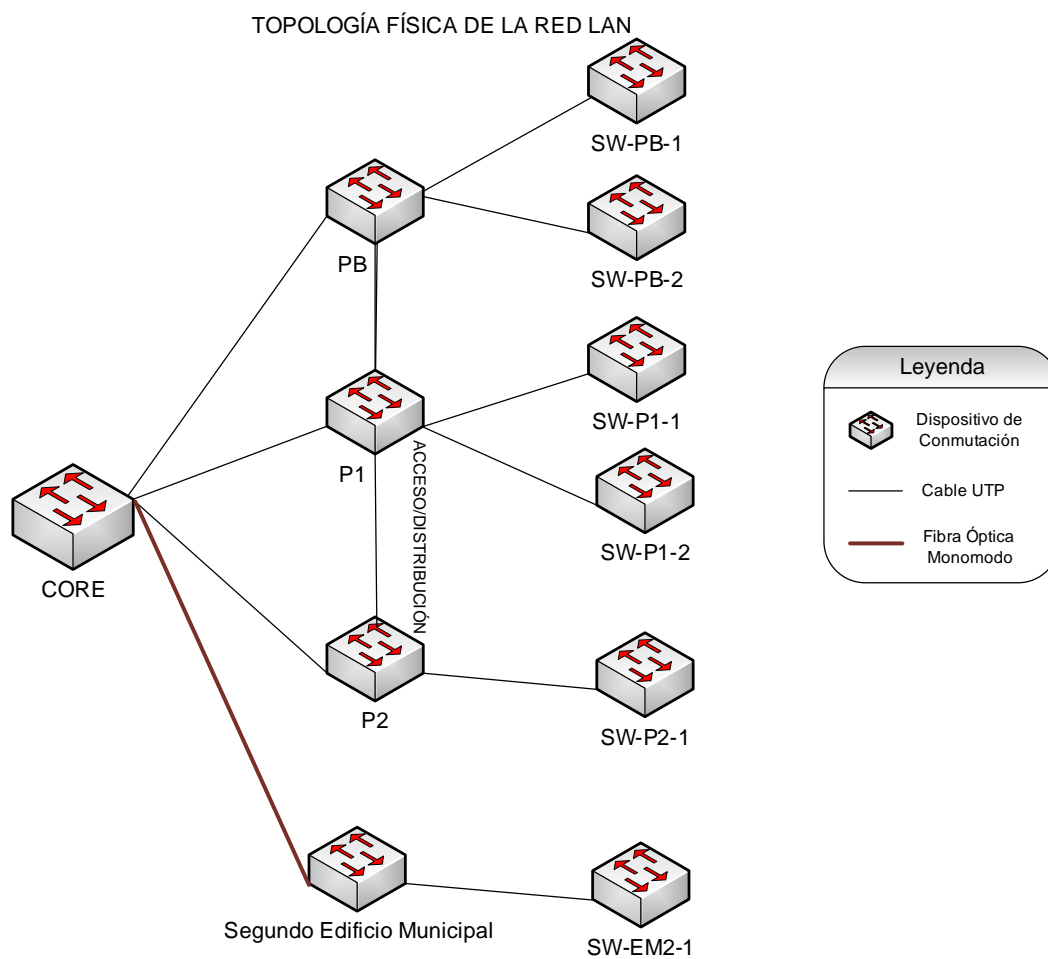 TOPOLOGÍA FÍSICA DE LA RED LAN
SW-PB-1
PB
SW-PB-2
SW-P1-1
P1
ACCESO/DISTRIBUCIÓN
SW-P1-2
CORE
P2
SW-P2-1
Segundo Edificio Municipal
SW-EM2-1
Leyenda
Dispositivo de
Conmutación
Cable UTP
Fibra Óptica
Monomodo